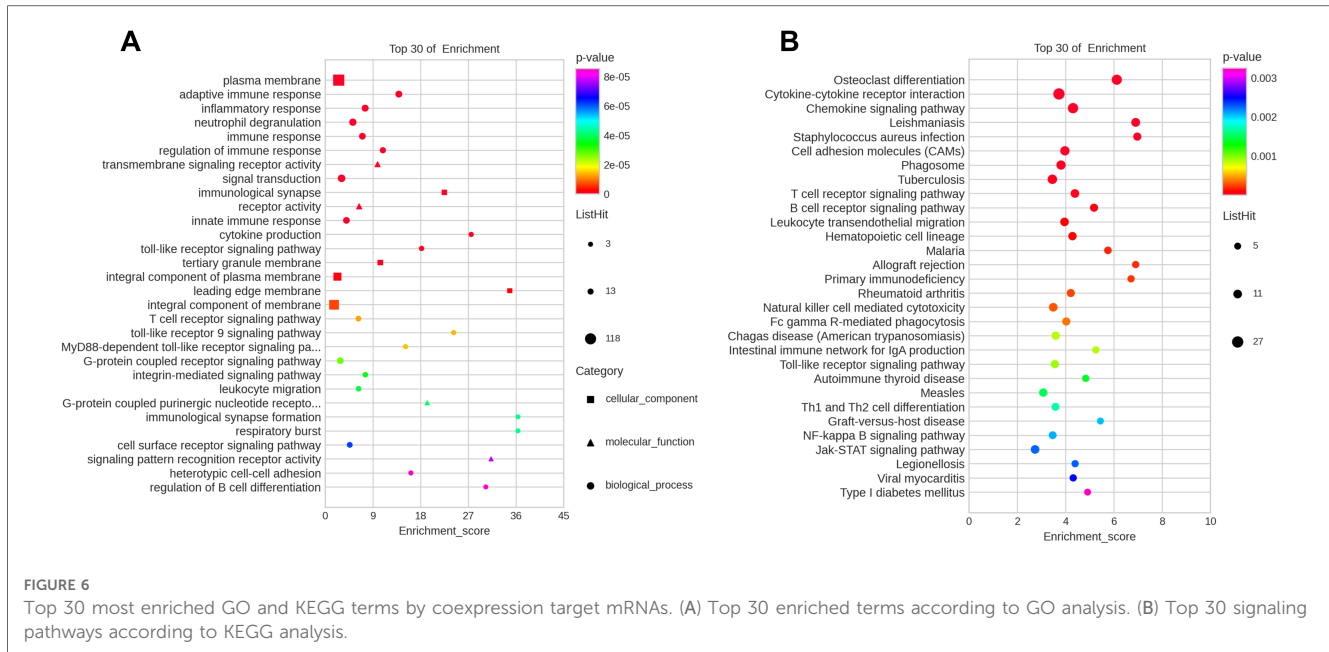 A
Top 30 of Enrichment
plasma membrane
adaptive immune response
inflammatory response
neutrophil degranulation
immune response
regulation of immune response
transmembrane signaling receptor activity
signal transduction
immunological synapse
receptor activity
innate immune response
cytokine production
toll-like receptor signaling pathway
tertiary granule membrane
integral component of plasma membrane
leading edge membrane
integral component of membrane
T cell receptor signaling pathway
toll-like receptor 9 signaling pathway
MyD88-dependent toll-like receptor signaling pa...
G-protein coupled receptor signaling pathway
integrin-mediated signaling pathway
leukocyte migration
G-protein coupled purinergic nucleotide recepto...
immunological synapse formation
respiratory burst
cell surface receptor signaling pathway
signaling pattern recognition receptor activity
heterotypic cell-cell adhesion
regulation of B cell differentiation
0 9 18 27 36 45
Enrichment_score
p-value
8e-05
6e-05
4e-05
2e-05
0
ListHit
3
13
118
Category
cellular_component
molecular_function
biological_process
B
Top 30 of Enrichment
Osteoclast differentiation
Cytokine-cytokine receptor interaction
Chemokine signaling pathway
Leishmaniasis
Staphylococcus aureus infection
Cell adhesion molecules (CAMs)
Phagosome
Tuberculosis
T cell receptor signaling pathway
B cell receptor signaling pathway
Leukocyte transendothelial migration
Hematopoietic cell lineage
Malaria
Allograft rejection
Primary immunodeficiency
Rheumatoid arthritis
Natural killer cell mediated cytotoxicity
Fc gamma R-mediated phagocytosis
Chagas disease (American trypanosomiasis)
Intestinal immune network for IgA production
Toll-like receptor signaling pathway
Autoimmune thyroid disease
Measles
Th1 and Th2 cell differentiation
Graft-versus-host disease
NF-kappa B signaling pathway
Jak-STAT signaling pathway
Legionellosis
Viral myocarditis
Type I diabetes mellitus
0 2 4 6 8 10
Enrichment_score
p-value
0.003
0.002
0.001
ListHit
5
11
27
FIGURE 6
Top 30 most enriched GO and KEGG terms by coexpression target mRNAs. (A) Top 30 enriched terms according to GO analysis. (B) Top 30 signaling
pathways according to KEGG analysis.